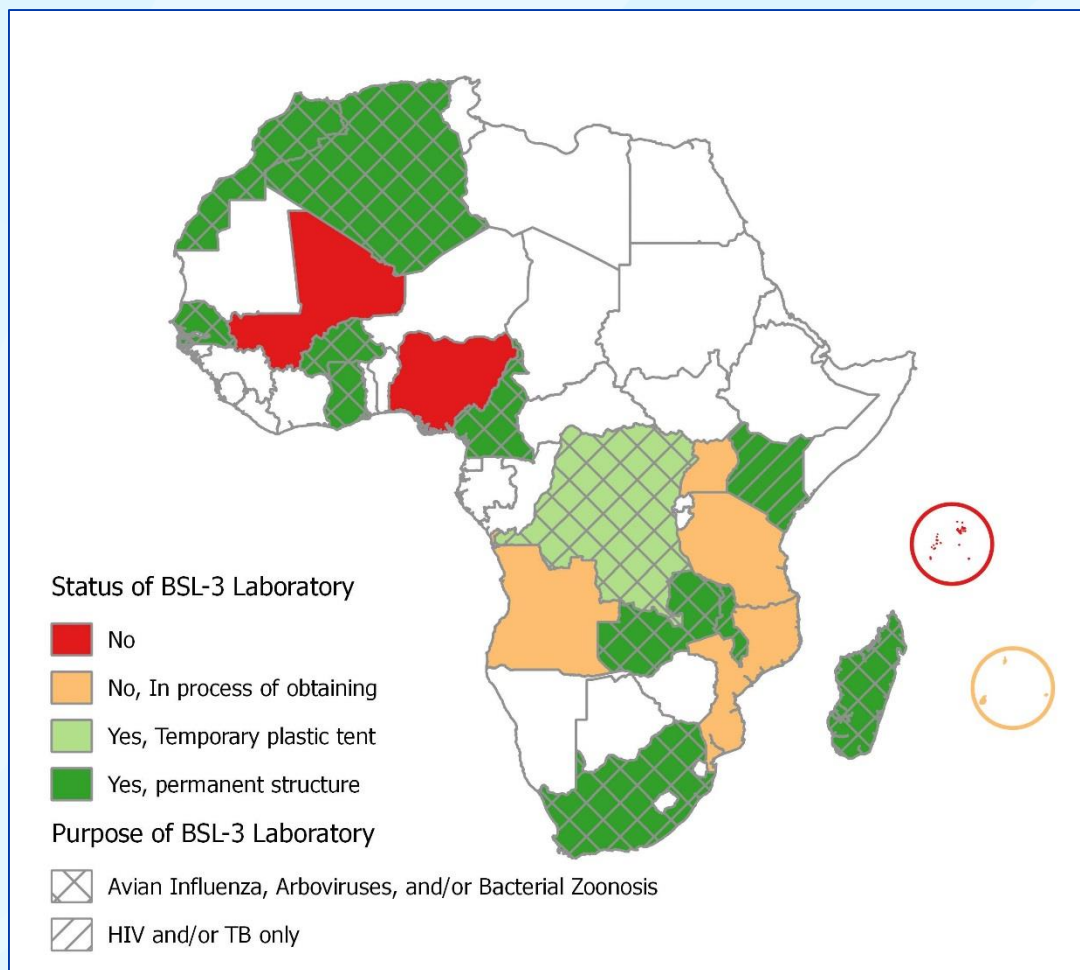 Status of BSL-3 Laboratory
No
No, In process of obtaining
Yes, Temporary plastic tent
Yes, permanent structure
Purpose of BSL-3 Laboratory
Avian Influenza, Arboviruses, and/or Bacterial Zoonosis
HIV and/or TB only